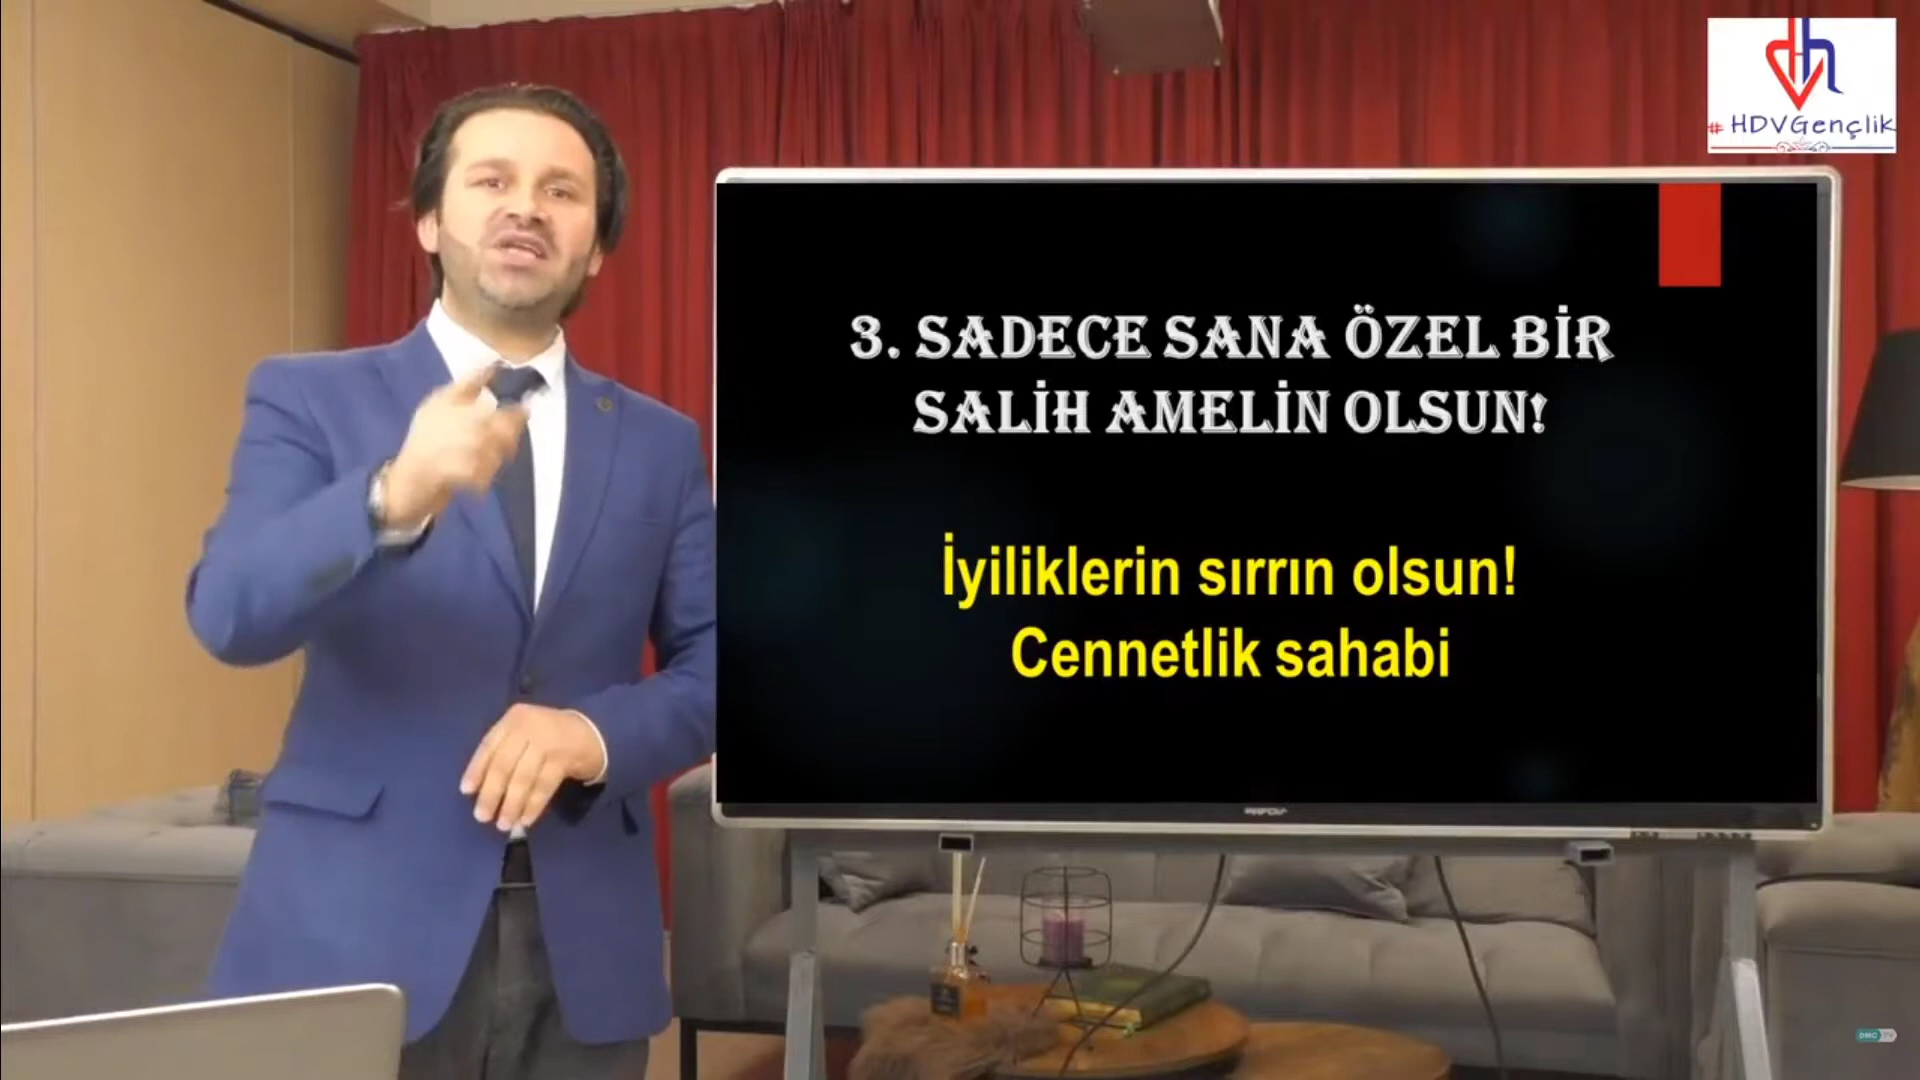 #HDVGençlik
3. SADECE SANA ÖZEL BİR
SALİH AMELİN OLSUN!
İyiliklerin sırrın olsun!
Cennetlik sahabi